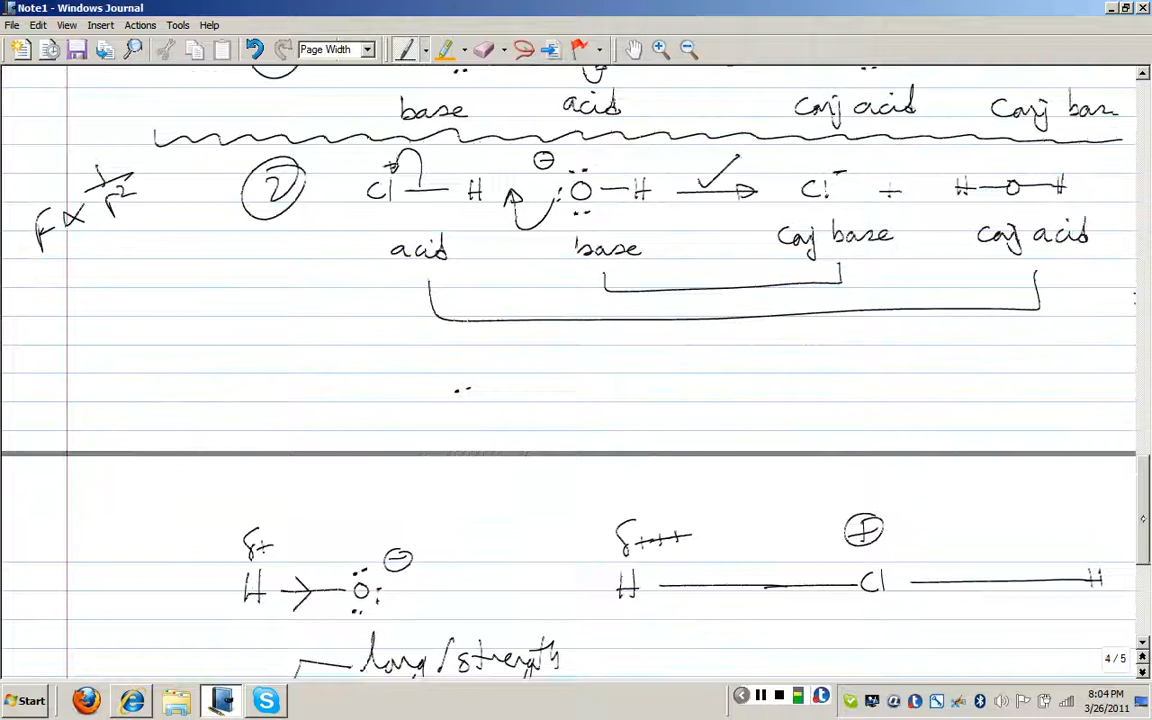 Note1 - Windows Journal
File Edit View Insert Actions Tools Help
Page Width
base acid conj acid conj base
F ∝ 1/r²
② Cl — H ⊖ :O — H → Cl⁻ + H—O—H
acid base conj base conj acid
δ+ ⊖ δ+++ ⊕
H → O: H — Cl — H
long/strength
4 / 5
Start
8:04 PM
3/26/2011